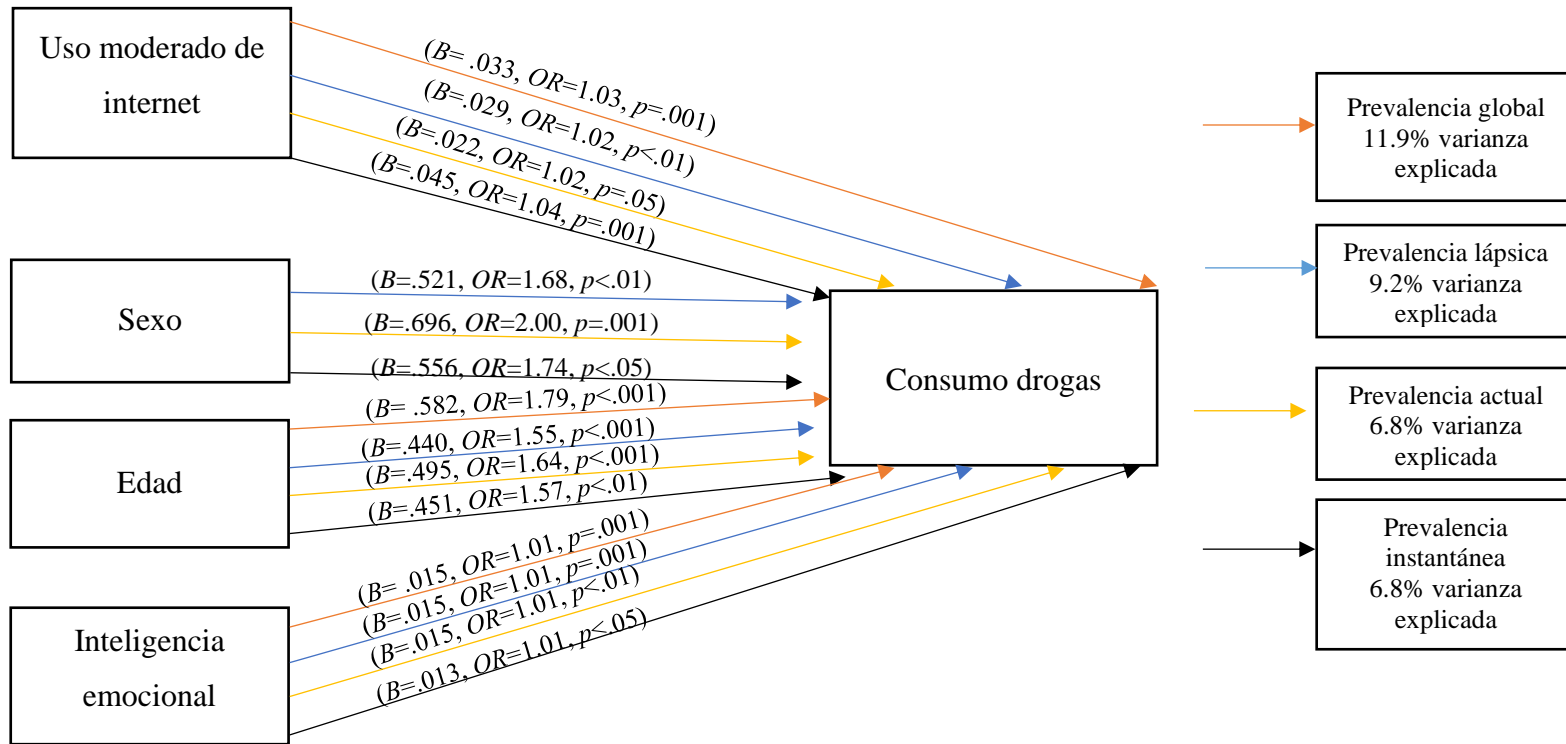 Uso moderado de
internet
(B= .033, OR=1.03, p=.001)
(B=.029, OR=1.02, p<.01)
(B=.022, OR=1.02, p=.05)
(B=.045, OR=1.04, p=.001)
Sexo
(B=.521, OR=1.68, p<.01)
(B=.696, OR=2.00, p=.001)
(B=.556, OR=1.74, p<.05)
Edad
(B= .582, OR=1.79, p<.001)
(B=.440, OR=1.55, p<.001)
(B=.495, OR=1.64, p<.001)
(B=.451, OR=1.57, p<.01)
Inteligencia
emocional
(B= .015, OR=1.01, p=.001)
(B=.015, OR=1.01, p=.001)
(B=.015, OR=1.01, p<.01)
(B=.013, OR=1.01, p<.05)
Consumo drogas
Prevalencia global
11.9% varianza
explicada
Prevalencia lápsica
9.2% varianza
explicada
Prevalencia actual
6.8% varianza
explicada
Prevalencia
instantánea
6.8% varianza
explicada